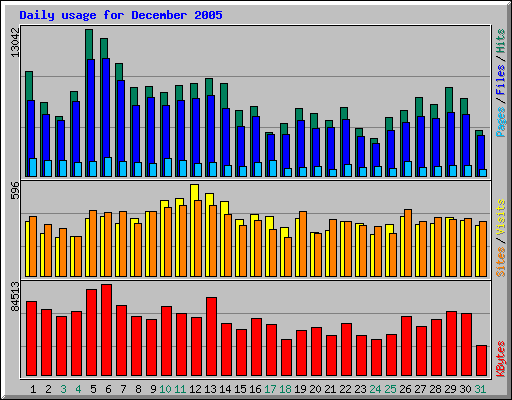 Daily usage for December 2005
13042
Pages / Files / Hits
596
Sites / Visits
84513
KBytes
1 2 3 4 5 6 7 8 9 10 11 12 13 14 15 16 17 18 19 20 21 22 23 24 25 26 27 28 29 30 31